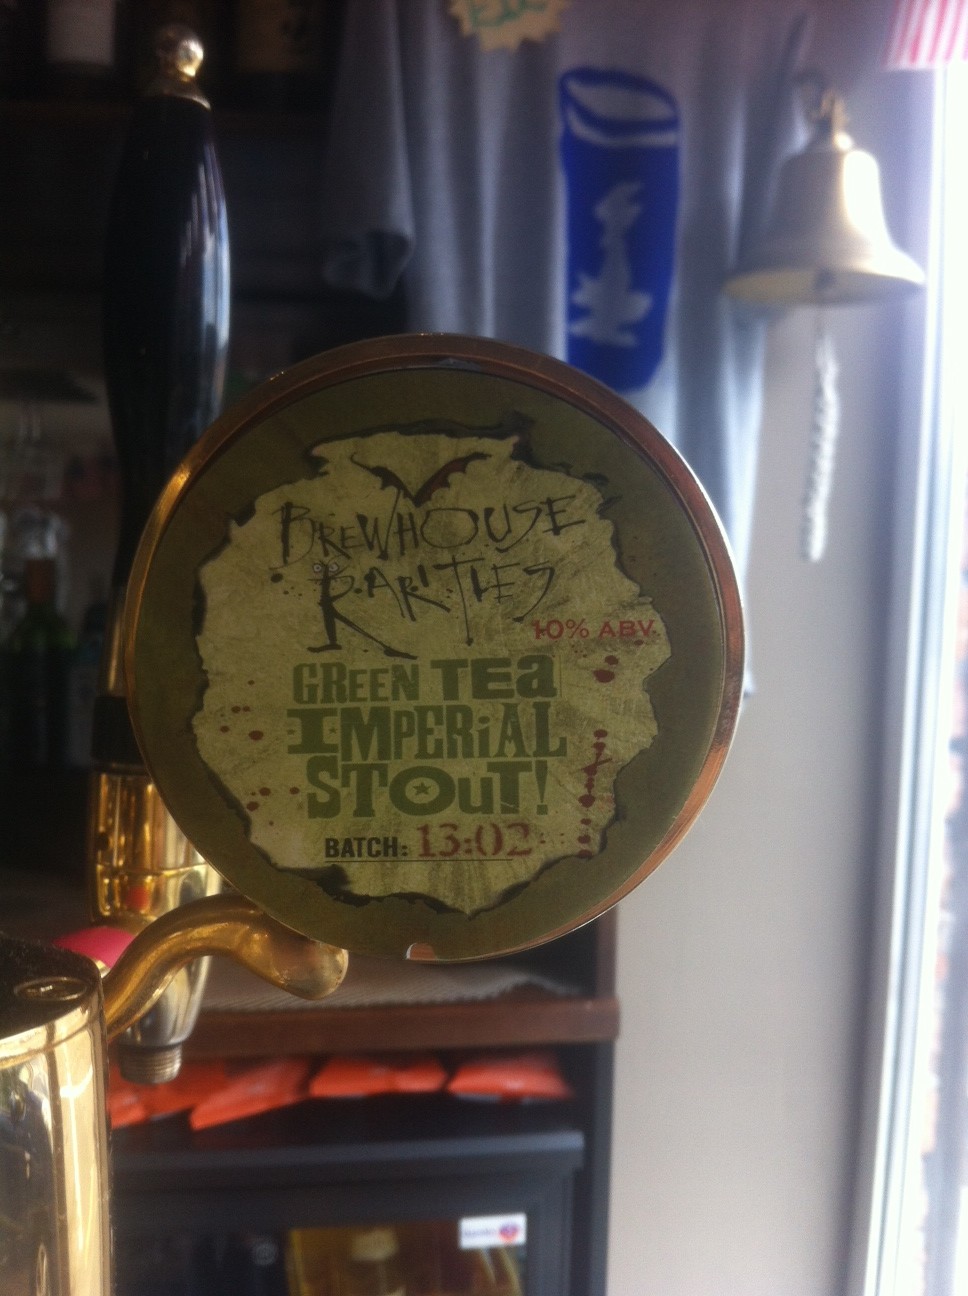 BREWHOUSE
RARITIES
10% ABV.
GREEN TEa
IMPERiAL
STOuT!
BATCH: 13:02